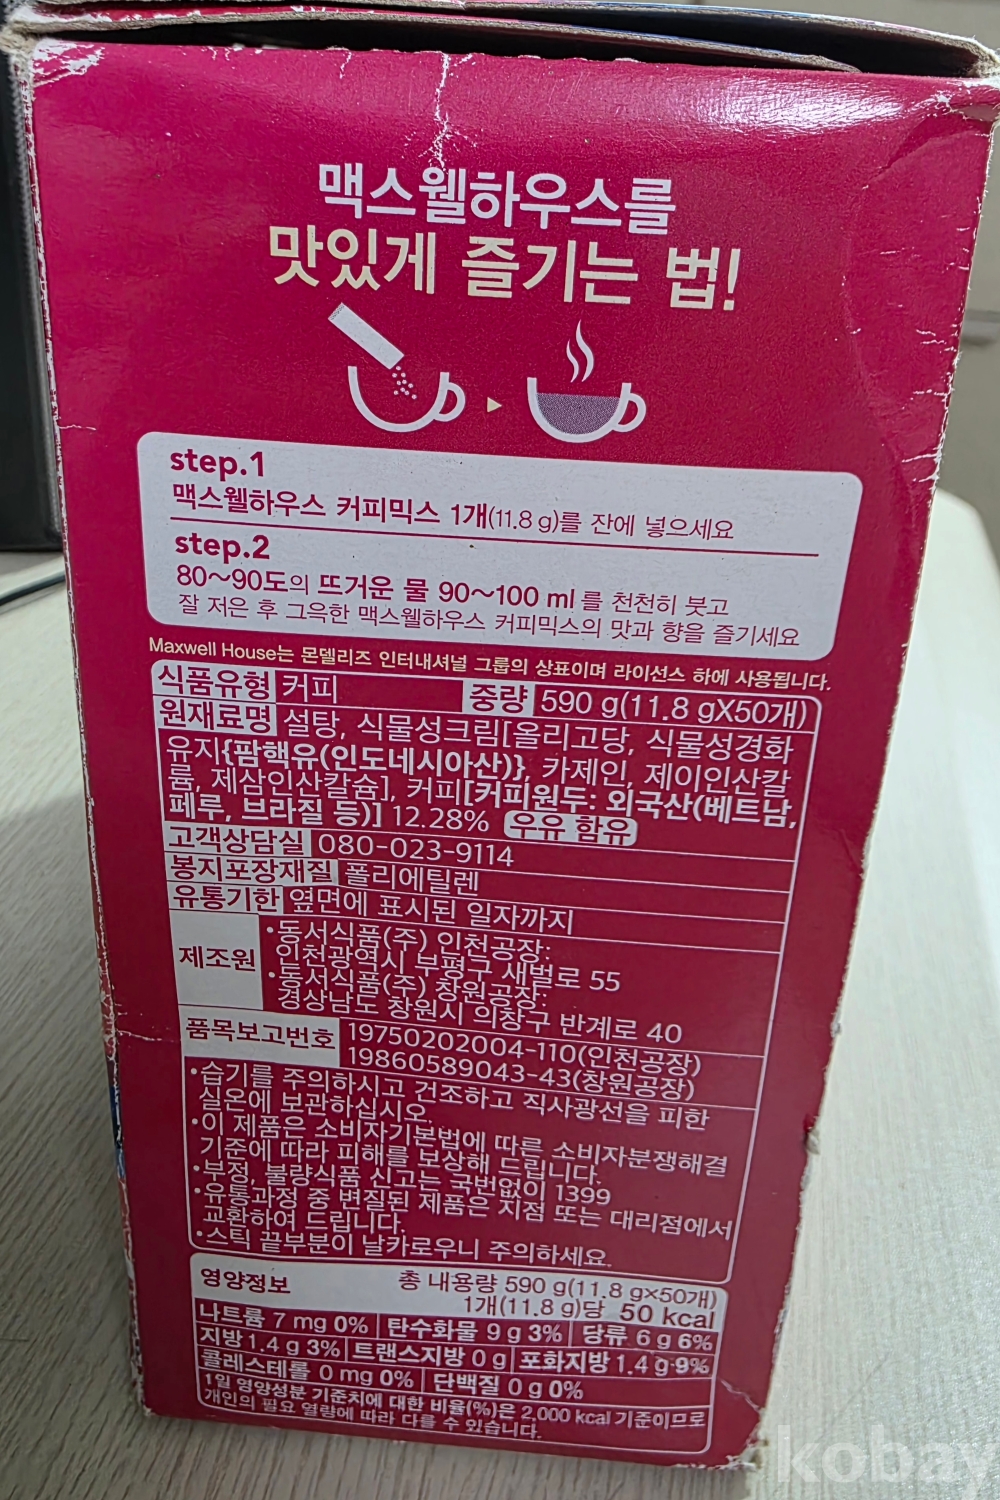 맥스웰하우스를
맛있게 즐기는 법!
step.1
맥스웰하우스 커피믹스 1개(11.8 g)를 잔에 넣으세요
step.2
80~90도의 뜨거운 물 90~100 ml 를 천천히 붓고
잘 저은 후 그윽한 맥스웰하우스 커피믹스의 맛과 향을 즐기세요
Maxwell House는 몬델리즈 인터내셔널 그룹의 상표이며 라이선스 하에 사용됩니다.
식품유형 커피 중량 590 g(11.8 gX50개)
원재료명 설탕, 식물성크림[올리고당, 식물성경화
유지{팜핵유(인도네시아산)}, 카제인, 제이인산칼
륨, 제삼인산칼슘], 커피[커피원두: 외국산(베트남,
페루, 브라질 등)] 12.28% 우유 함유
고객상담실 080-023-9114
봉지포장재질 폴리에틸렌
유통기한 옆면에 표시된 일자까지
제조원 •동서식품(주) 인천공장:
인천광역시 부평구 새벌로 55
•동서식품(주) 창원공장:
경상남도 창원시 의창구 반계로 40
품목보고번호 19750202004-110(인천공장)
19860589043-43(창원공장)
•습기를 주의하시고 건조하고 직사광선을 피한
실온에 보관하십시오.
•이 제품은 소비자기본법에 따른 소비자분쟁해결
기준에 따라 피해를 보상해 드립니다.
•부정, 불량식품 신고는 국번없이 1399
•유통과정 중 변질된 제품은 지점 또는 대리점에서
교환하여 드립니다.
•스틱 끝부분이 날카로우니 주의하세요.
영양정보 총 내용량 590 g(11.8 g×50개)
1개(11.8 g)당 50 kcal
나트륨 7 mg 0% 탄수화물 9 g 3% 당류 6 g 6%
지방 1.4 g 3% 트랜스지방 0 g 포화지방 1.4 g 9%
콜레스테롤 0 mg 0% 단백질 0 g 0%
1일 영양성분 기준치에 대한 비율(%)은 2,000 kcal 기준이므로
개인의 필요 열량에 따라 다를 수 있습니다.
kobay